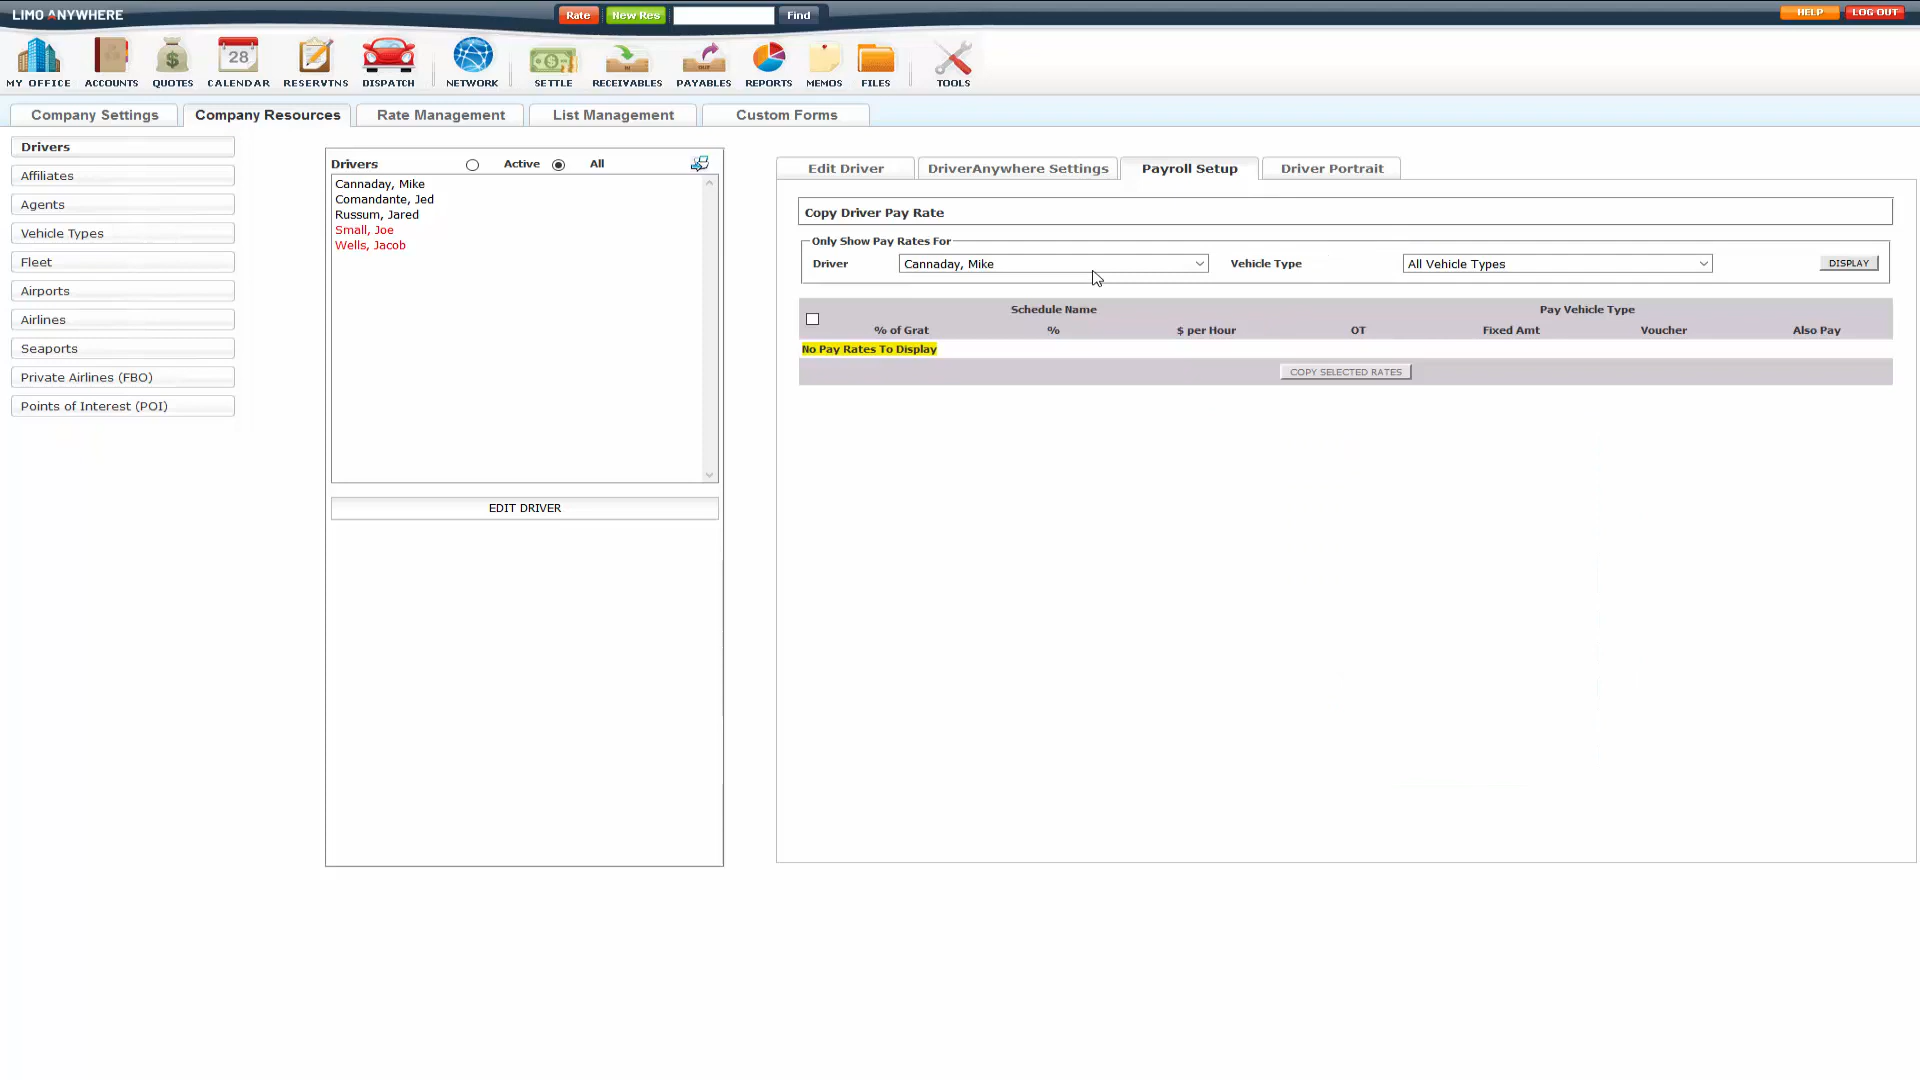 LIMO ANYWHERE
Rate
New Res
Find
HELP
LOG OUT
28
MY OFFICE
ACCOUNTS
QUOTES
CALENDAR
RESERVTNS
DISPATCH
NETWORK
SETTLE
RECEIVABLES
PAYABLES
REPORTS
MEMOS
FILES
TOOLS
Company Settings
Company Resources
Rate Management
List Management
Custom Forms
Drivers
Affiliates
Agents
Vehicle Types
Fleet
Airports
Airlines
Seaports
Private Airlines (FBO)
Points of Interest (POI)
Drivers Active All
Cannaday, Mike
Comandante, Jed
Russum, Jared
Small, Joe
Wells, Jacob
EDIT DRIVER
Edit Driver
DriverAnywhere Settings
Payroll Setup
Driver Portrait
Copy Driver Pay Rate
Only Show Pay Rates For
Driver Cannaday, Mike Vehicle Type All Vehicle Types DISPLAY
Schedule Name Pay Vehicle Type
% of Grat % $ per Hour OT Fixed Amt Voucher Also Pay
No Pay Rates To Display
COPY SELECTED RATES